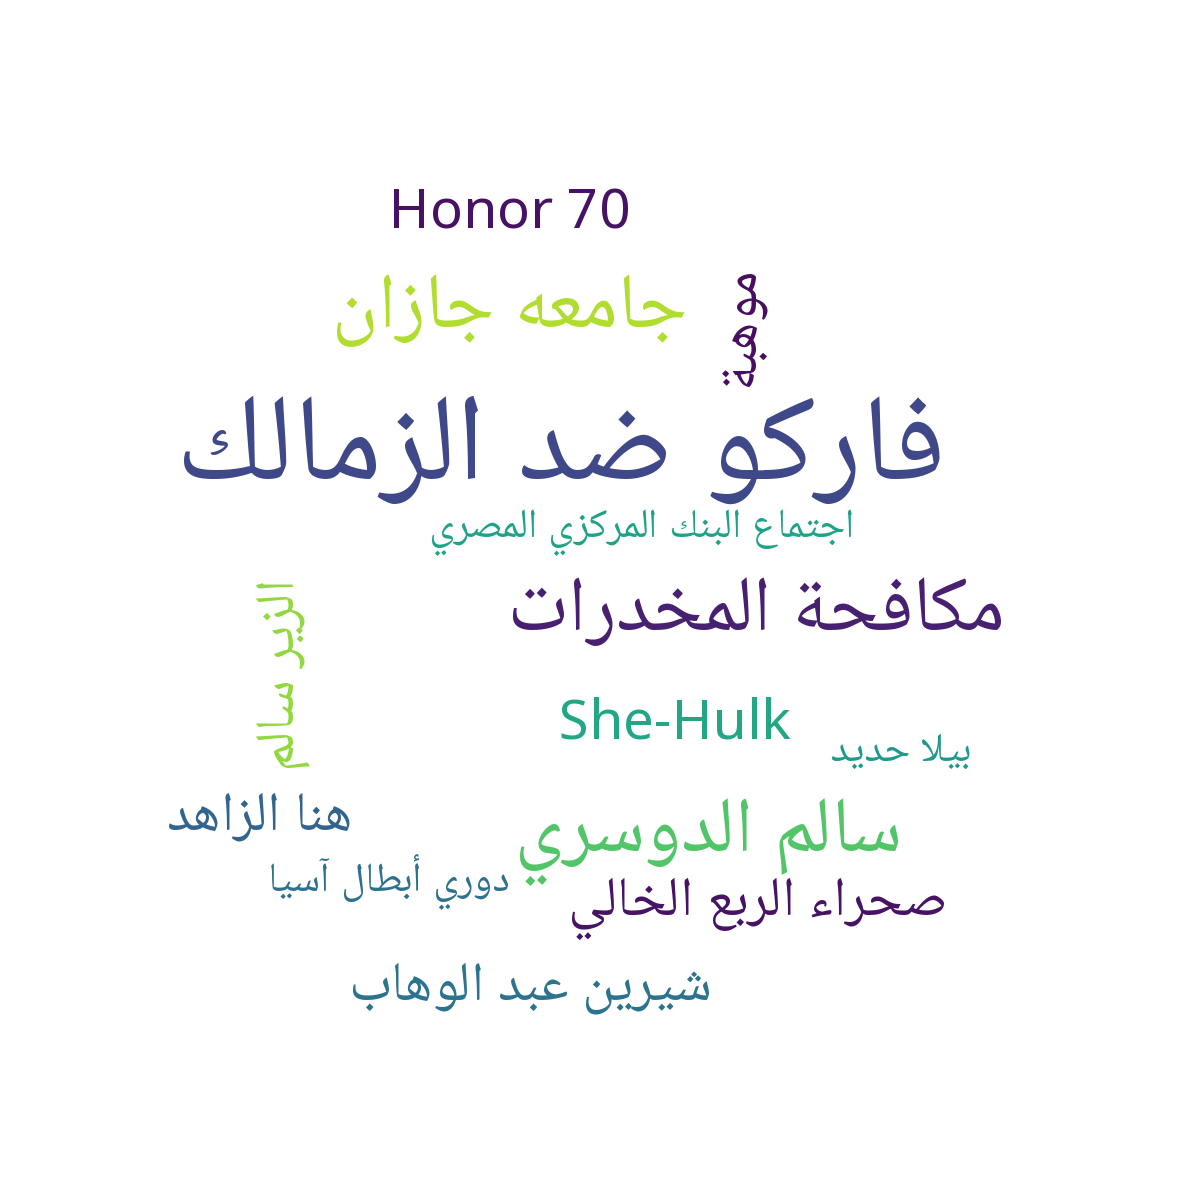 Honor 70
جامعه جازان
موهبة
فاركو ضد الزمالك
اجتماع البنك المركزي المصري
مكافحة المخدرات
الزير سالم
She-Hulk
بيلا حديد
هنا الزاهد
سالم الدوسري
دوري أبطال آسيا
صحراء الربع الخالي
شيرين عبد الوهاب